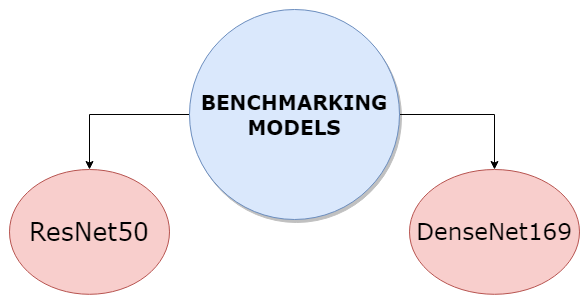 BENCHMARKING
MODELS
ResNet50
DenseNet169